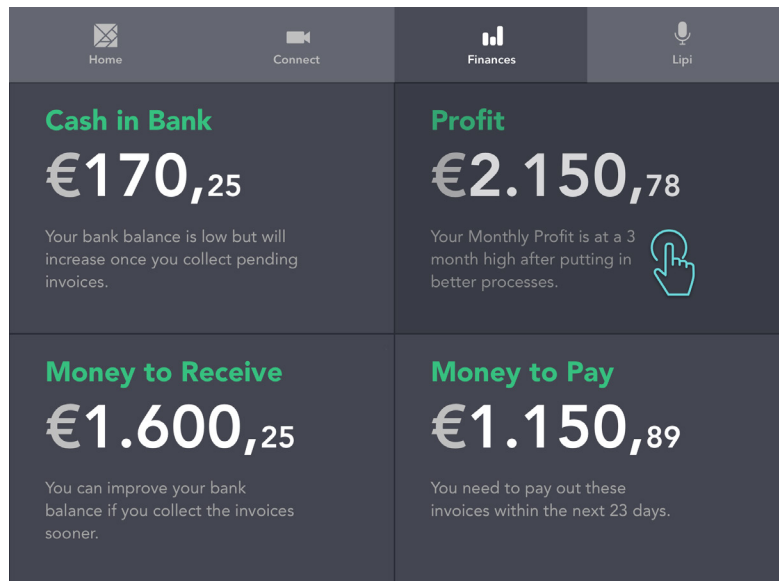 Home
Connect
Finances
Lipi
Cash in Bank
€170,25
Your bank balance is low but will
increase once you collect pending
invoices.
Profit
€2.150,78
Your Monthly Profit is at a 3
month high after putting in
better processes.
Money to Receive
€1.600,25
You can improve your bank
balance if you collect the invoices
sooner.
Money to Pay
€1.150,89
You need to pay out these
invoices within the next 23 days.